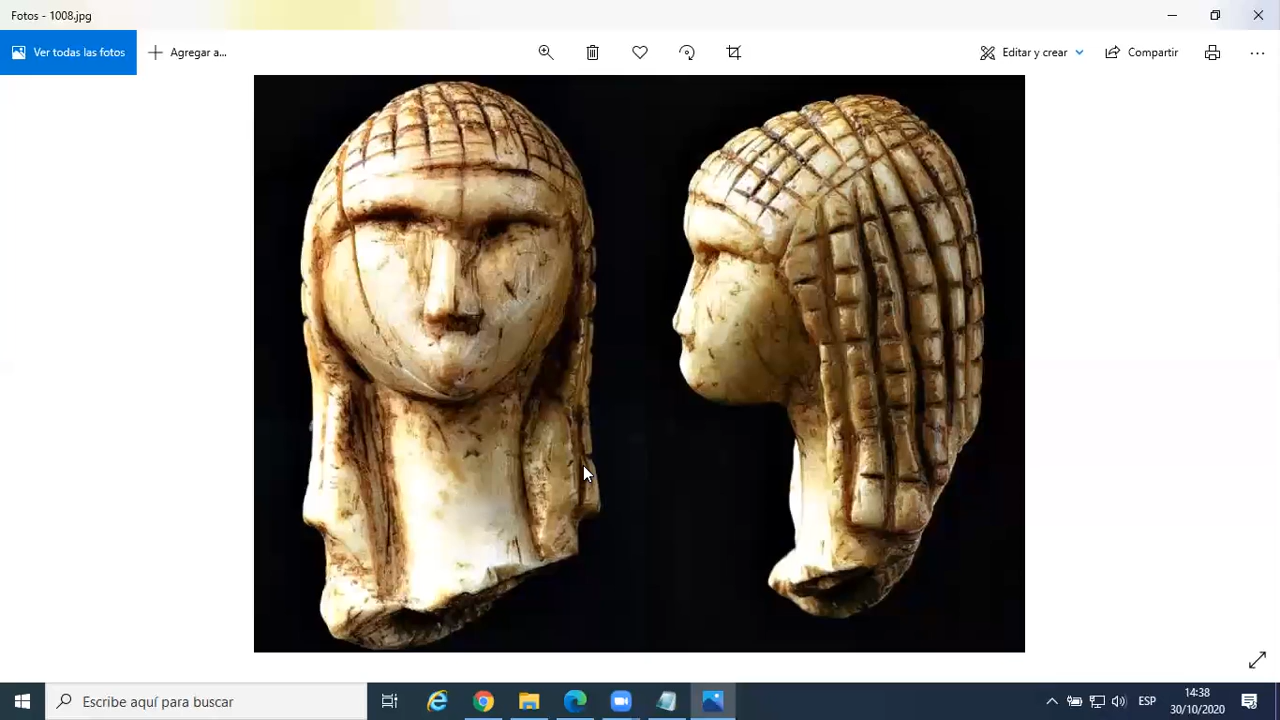 Fotos - 1008.jpg
Ver todas las fotos
Agregar a...
Editar y crear
Compartir
Escribe aquí para buscar
ESP
14:38
30/10/2020